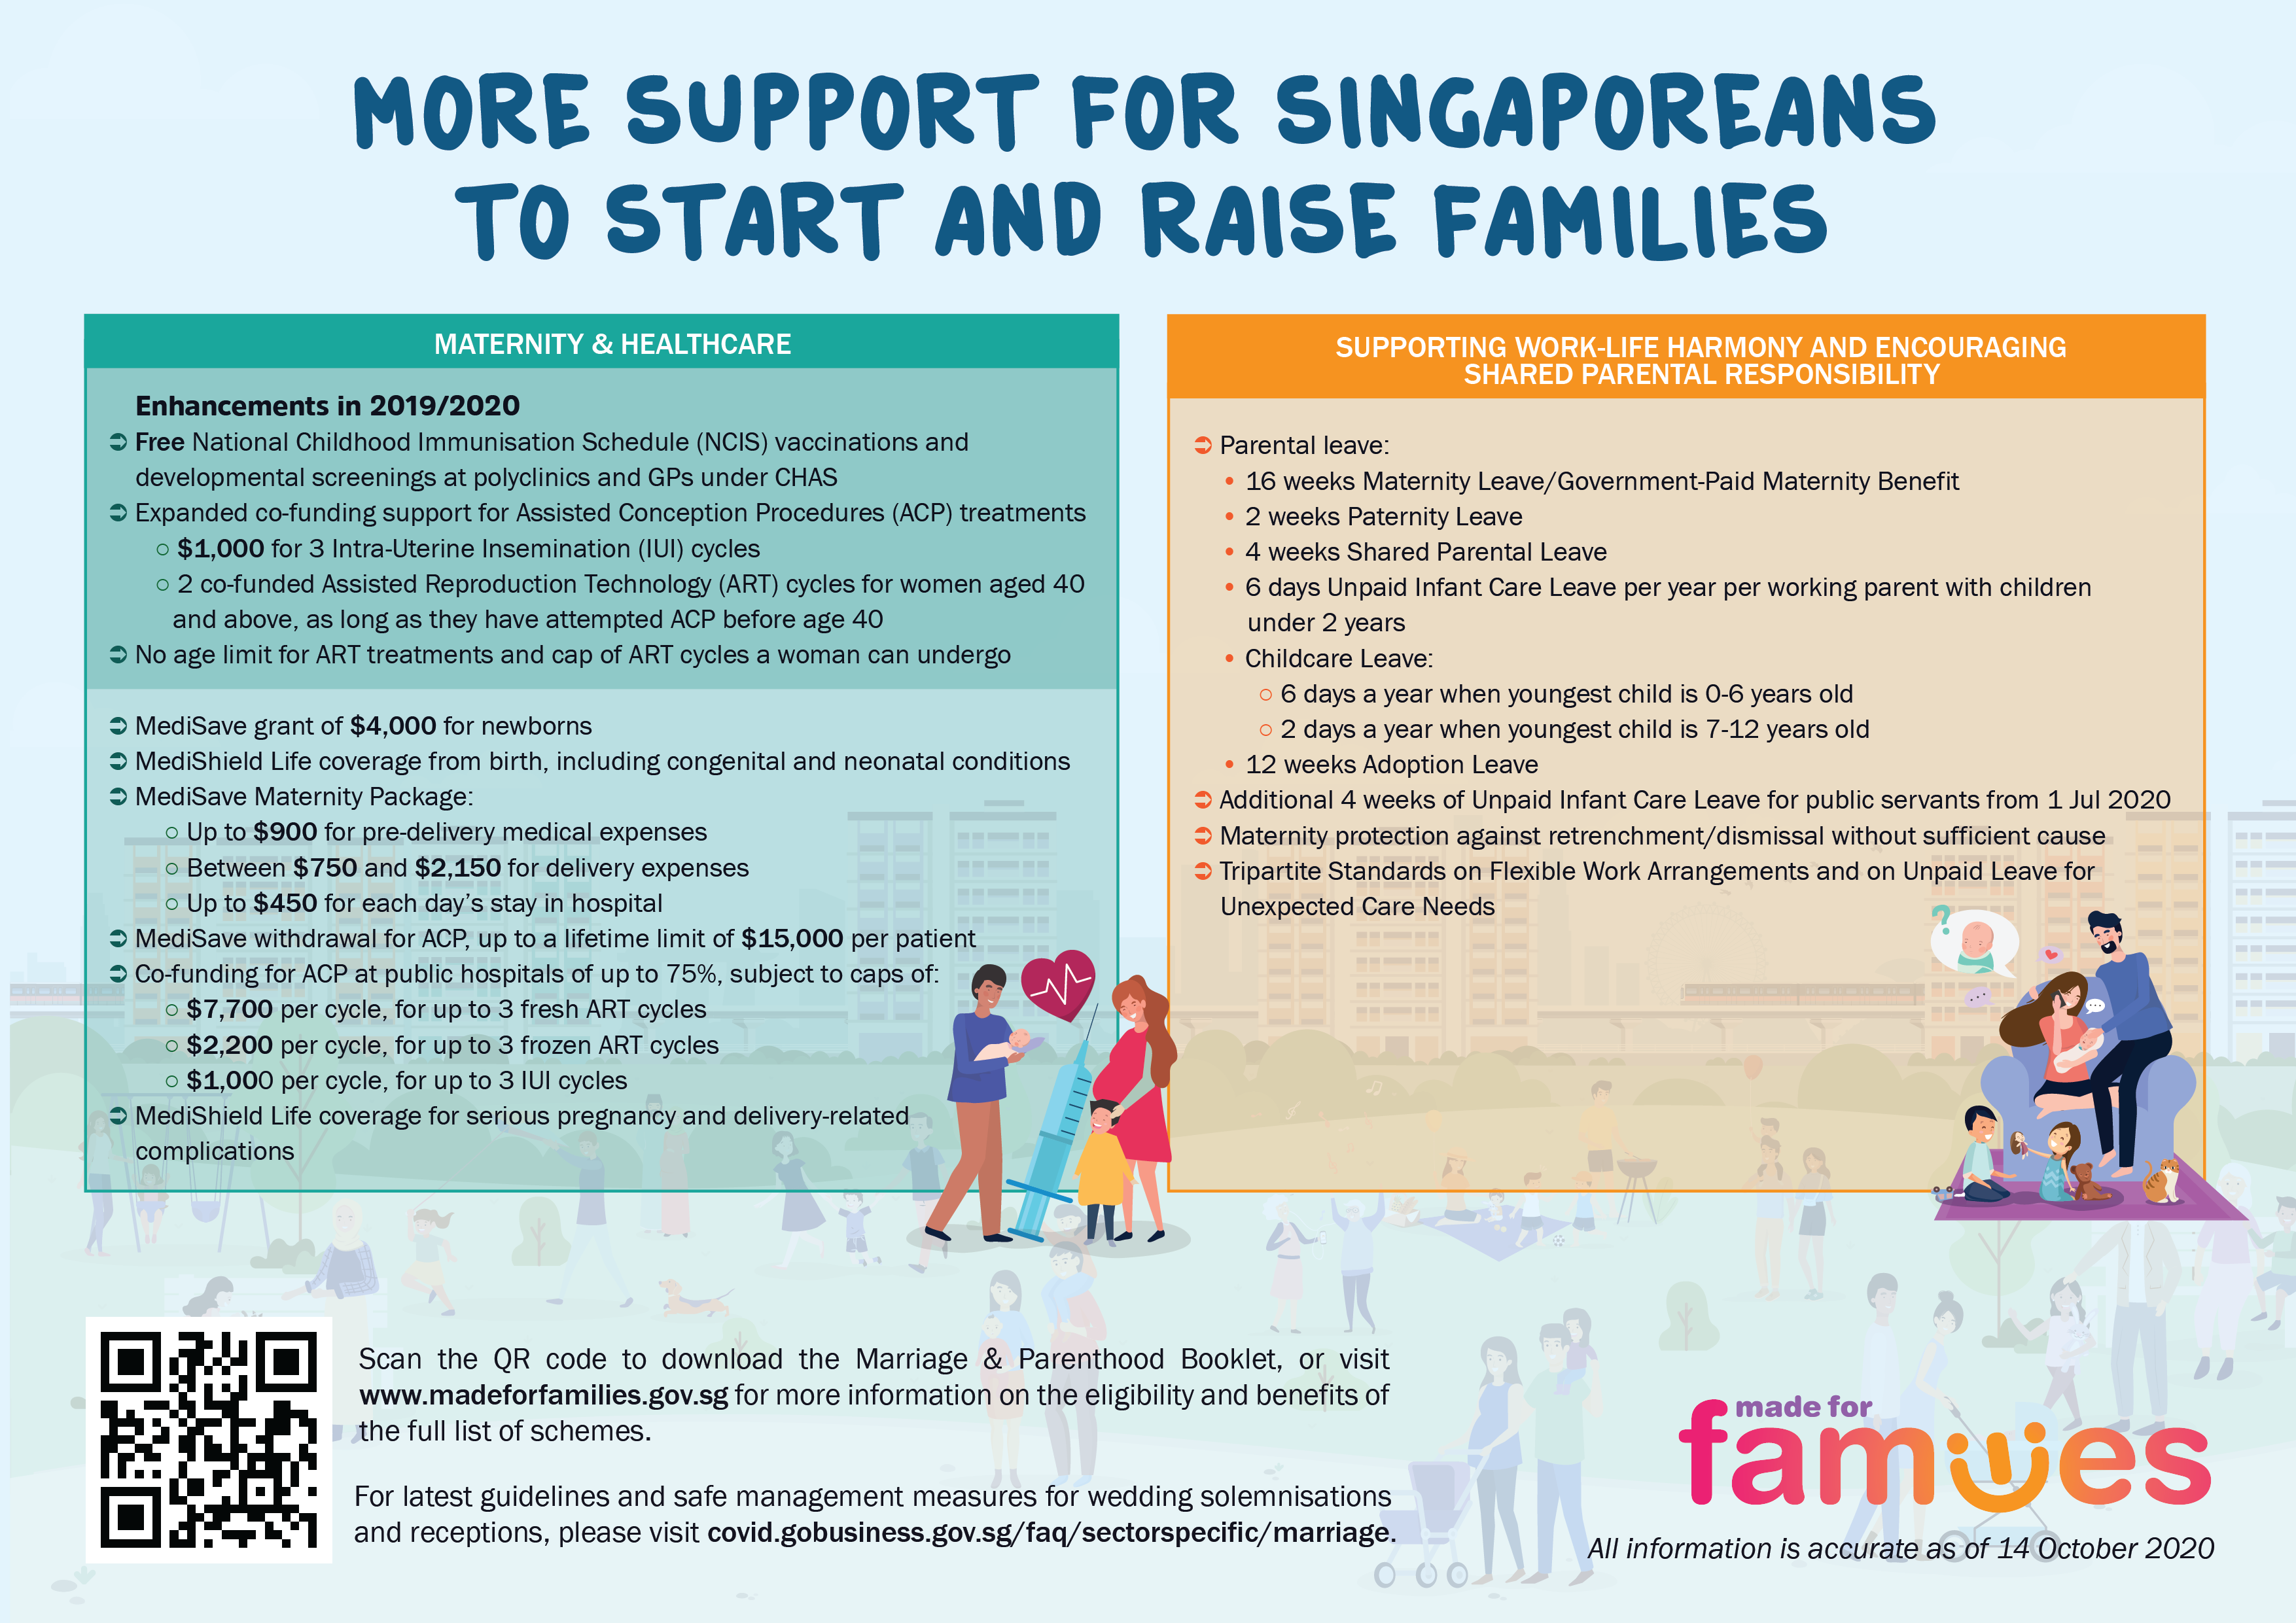 MORE SUPPORT FOR SINGAPOREANS
TO START AND RAISE FAMILIES
MATERNITY & HEALTHCARE
Enhancements in 2019/2020
➲ Free National Childhood Immunisation Schedule (NCIS) vaccinations and
developmental screenings at polyclinics and GPs under CHAS
➲ Expanded co-funding support for Assisted Conception Procedures (ACP) treatments
○ $1,000 for 3 Intra-Uterine Insemination (IUI) cycles
○ 2 co-funded Assisted Reproduction Technology (ART) cycles for women aged 40
and above, as long as they have attempted ACP before age 40
➲ No age limit for ART treatments and cap of ART cycles a woman can undergo
➲ MediSave grant of $4,000 for newborns
➲ MediShield Life coverage from birth, including congenital and neonatal conditions
➲ MediSave Maternity Package:
○ Up to $900 for pre-delivery medical expenses
○ Between $750 and $2,150 for delivery expenses
○ Up to $450 for each day's stay in hospital
➲ MediSave withdrawal for ACP, up to a lifetime limit of $15,000 per patient
➲ Co-funding for ACP at public hospitals of up to 75%, subject to caps of:
○ $7,700 per cycle, for up to 3 fresh ART cycles
○ $2,200 per cycle, for up to 3 frozen ART cycles
○ $1,000 per cycle, for up to 3 IUI cycles
➲ MediShield Life coverage for serious pregnancy and delivery-related
complications
SUPPORTING WORK-LIFE HARMONY AND ENCOURAGING
SHARED PARENTAL RESPONSIBILITY
➲ Parental leave:
• 16 weeks Maternity Leave/Government-Paid Maternity Benefit
• 2 weeks Paternity Leave
• 4 weeks Shared Parental Leave
• 6 days Unpaid Infant Care Leave per year per working parent with children
under 2 years
• Childcare Leave:
○ 6 days a year when youngest child is 0-6 years old
○ 2 days a year when youngest child is 7-12 years old
• 12 weeks Adoption Leave
➲ Additional 4 weeks of Unpaid Infant Care Leave for public servants from 1 Jul 2020
➲ Maternity protection against retrenchment/dismissal without sufficient cause
➲ Tripartite Standards on Flexible Work Arrangements and on Unpaid Leave for
Unexpected Care Needs
?
Scan the QR code to download the Marriage & Parenthood Booklet, or visit
www.madeforfamilies.gov.sg for more information on the eligibility and benefits of
the full list of schemes.
For latest guidelines and safe management measures for wedding solemnisations
and receptions, please visit covid.gobusiness.gov.sg/faq/sectorspecific/marriage.
made for
families
All information is accurate as of 14 October 2020